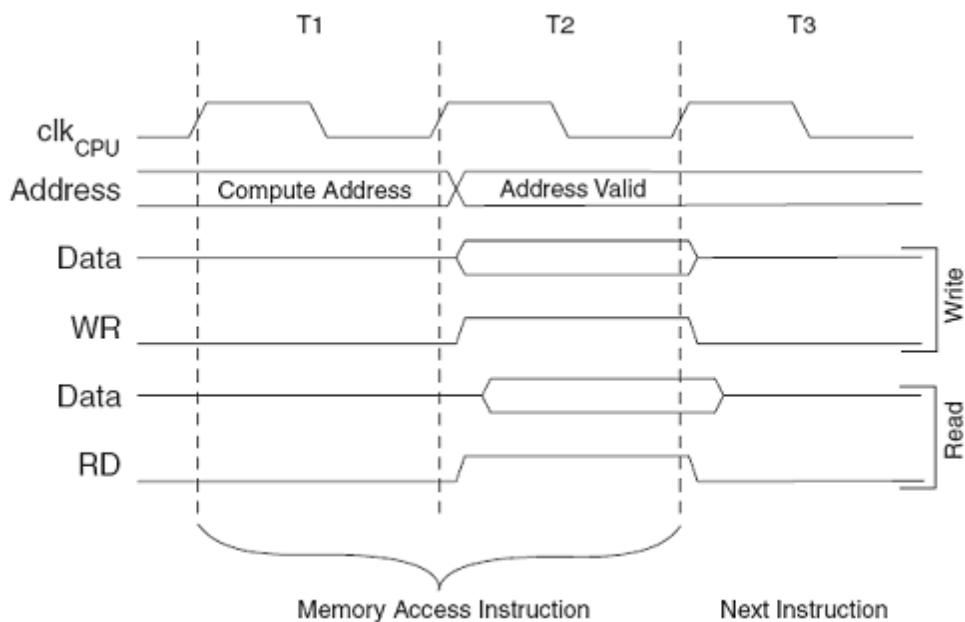 T1 T2 T3
clkCPU
Address Compute Address Address Valid
Data
WR
Write
Data
RD
Read
Memory Access Instruction Next Instruction